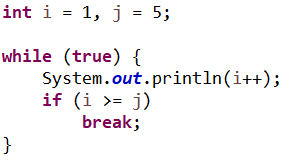 int i = 1, j = 5;

while (true) {
    System.out.println(i++);
    if (i >= j)
        break;
}